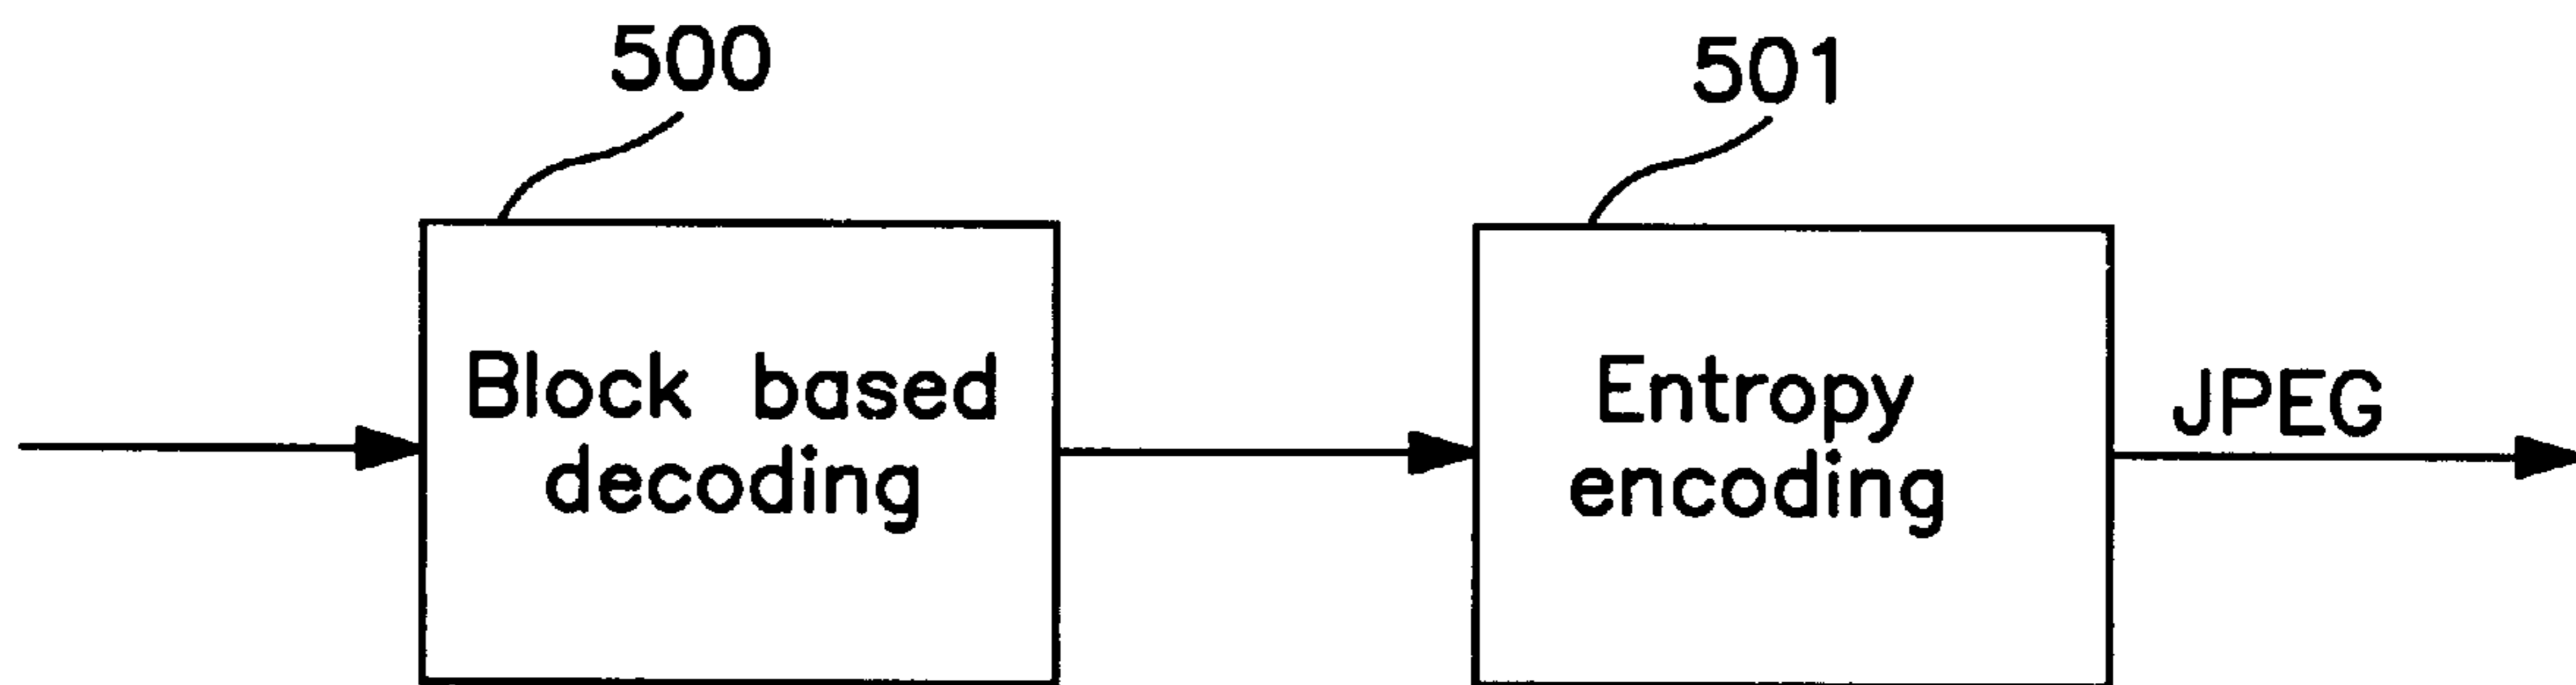 500
501
Block based
decoding
Entropy
encoding
JPEG